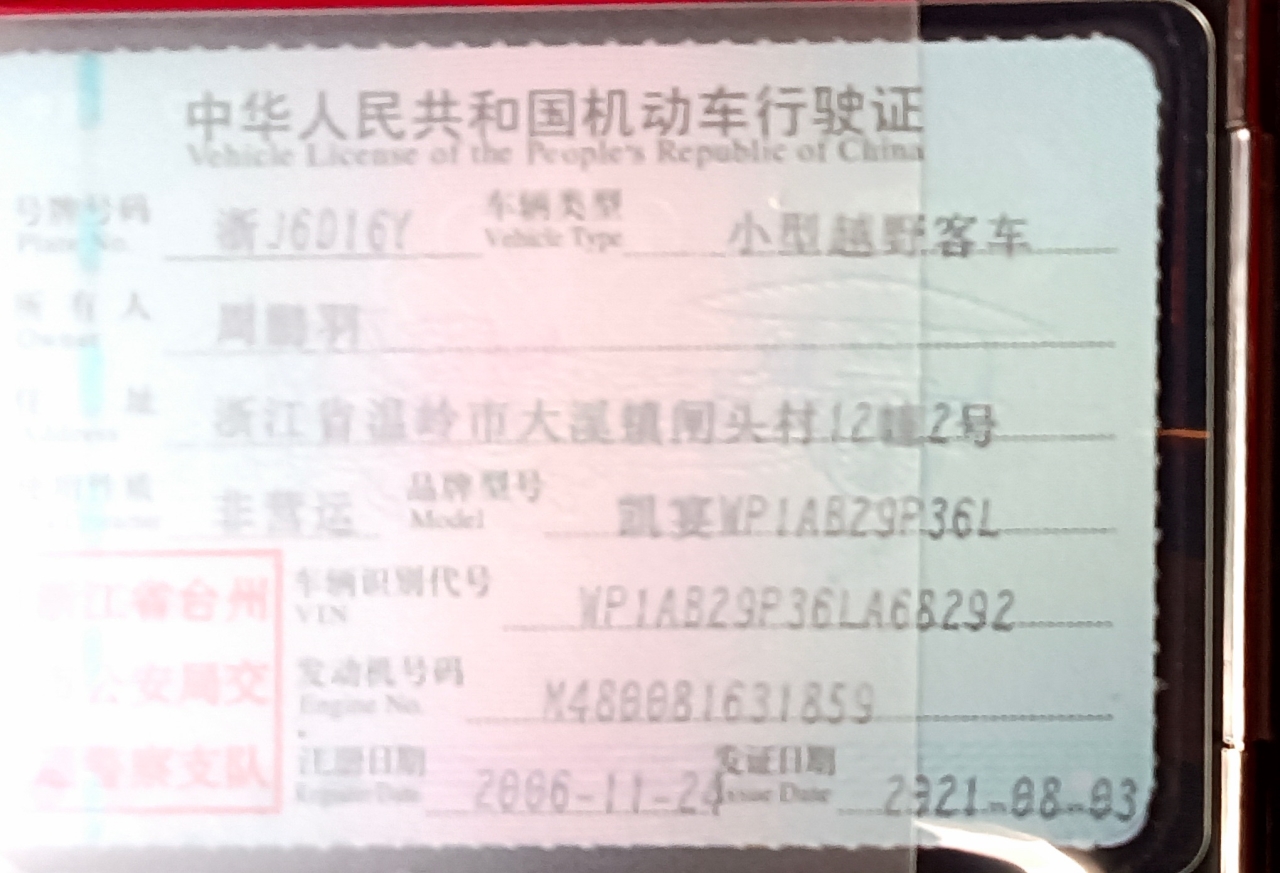 中华人民共和国机动车行驶证
Vehicle License of the People's Republic of China
号牌号码 浙J6016Y 车辆类型 小型越野客车
Plate No. Vehicle Type
所有人 周鹏羽
Owner
住址 浙江省温岭市大溪镇闸头村12幢2号
Address
使用性质 非营运 品牌型号 凯宴WP1AB29P36L
Model
浙江省台州
车辆识别代号 WP1AB29P36LA68292
VIN
市公安局交
发动机号码 M480081631859
Engine No.
通警察支队
注册日期 2006-11-24 发证日期 2021-08-03
Register Date Issue Date